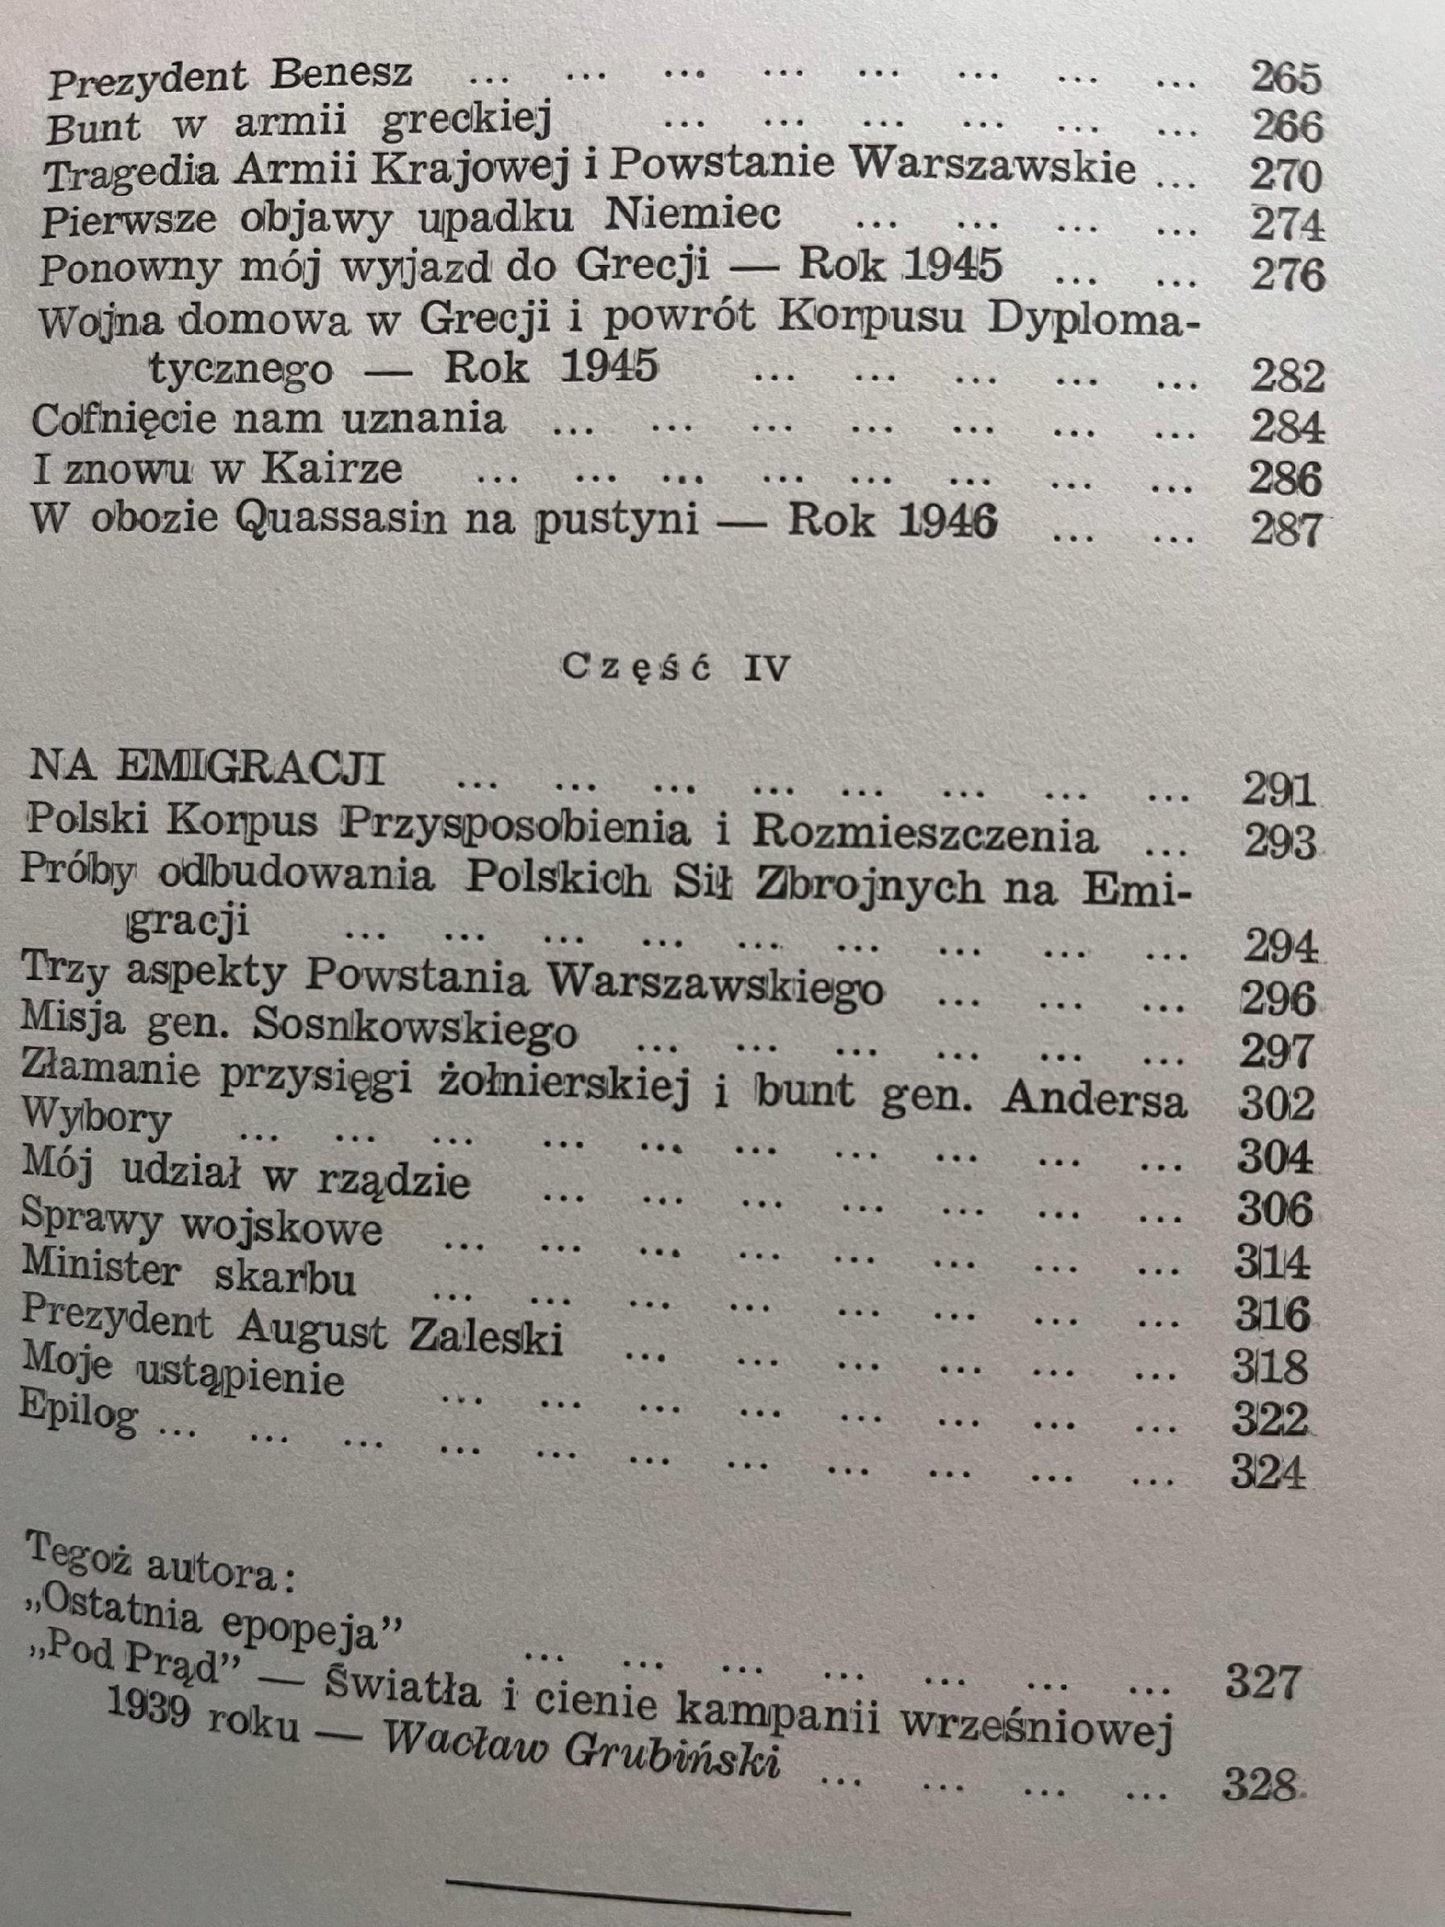 Prezydent Benesz ... ... ... ... ... ... ... ... 265
Bunt w armii greckiej ... ... ... ... ... ... 266
Tragedia Armii Krajowej i Powstanie Warszawskie ... 270
Pierwsze objawy upadku Niemiec ... ... ... ... 274
Ponowny mój wyjazd do Grecji — Rok 1945 ... ... 276
Wojna domowa w Grecji i powrót Korpusu Dyploma-
tycznego — Rok 1945 ... ... ... ... ... 282
Cofnięcie nam uznania ... ... ... ... ... ... ... 284
I znowu w Kairze ... ... ... ... ... ... ... ... 286
W obozie Quassasin na pustyni — Rok 1946 ... ... 287
Część IV
NA EMIGRACJI ... ... ... ... ... ... ... ... 291
Polski Korpus Przysposobienia i Rozmieszczenia ... 293
Próby odbudowania Polskich Sił Zbrojnych na Emi-
gracji ... ... ... ... ... ... ... ... ... 294
Trzy aspekty Powstania Warszawskiego ... ... ... 296
Misja gen. Sosnkowskiego ... ... ... ... ... ... 297
Złamanie przysięgi żołnierskiej i bunt gen. Andersa 302
Wybory ... ... ... ... ... ... ... ... ... ... 304
Mój udział w rządzie ... ... ... ... ... ... ... 306
Sprawy wojskowe ... ... ... ... ... ... ... ... 314
Minister skarbu ... ... ... ... ... ... ... ... 316
Prezydent August Zaleski ... ... ... ... ... ... 318
Moje ustąpienie ... ... ... ... ... ... ... ... 322
Epilog ... ... ... ... ... ... ... ... ... ... ... 324
Tegoż autora:
„Ostatnia epopeja” ... ... ... ... ... ... ... 327
„Pod Prąd” — Światła i cienie kampanii wrześniowej
1939 roku — Wacław Grubiński ... ... ... ... 328